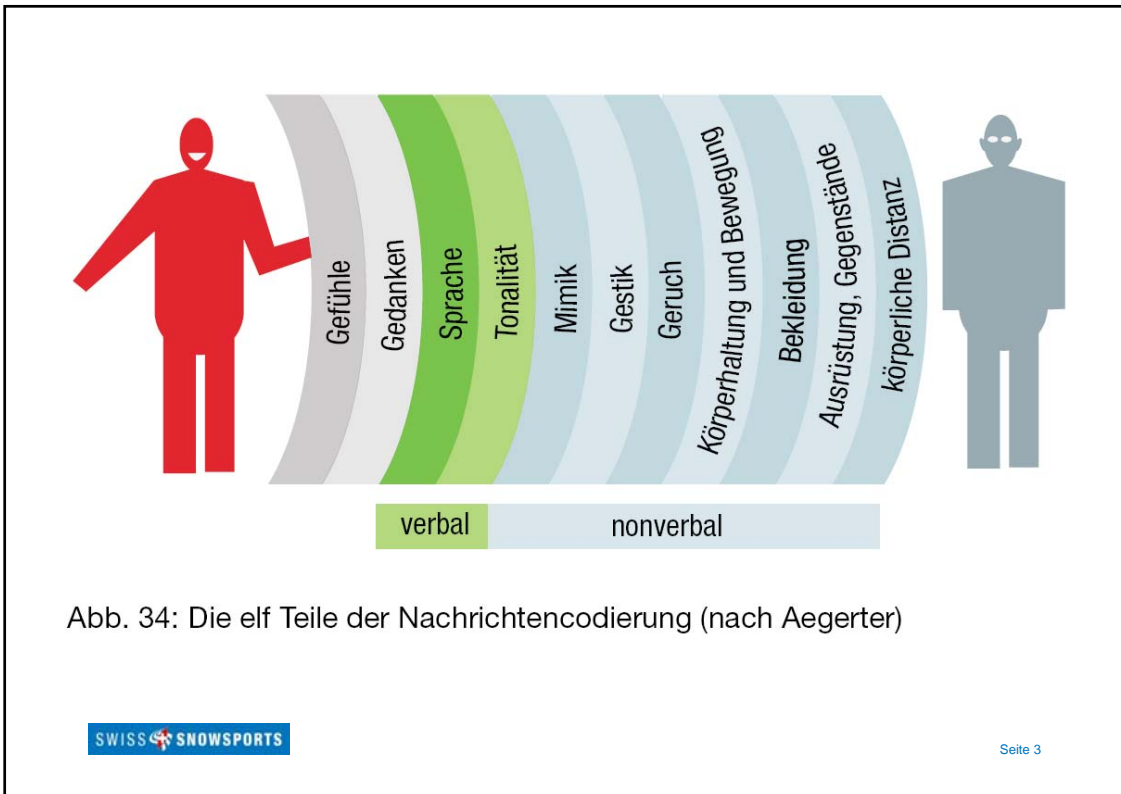 Gefühle
Gedanken
Sprache
Tonalität
Mimik
Gestik
Geruch
Körperhaltung und Bewegung
Bekleidung
Ausrüstung, Gegenstände
körperliche Distanz
verbal
nonverbal
Abb. 34: Die elf Teile der Nachrichtencodierung (nach Aegerter)
SWISS SNOWSPORTS
Seite 3